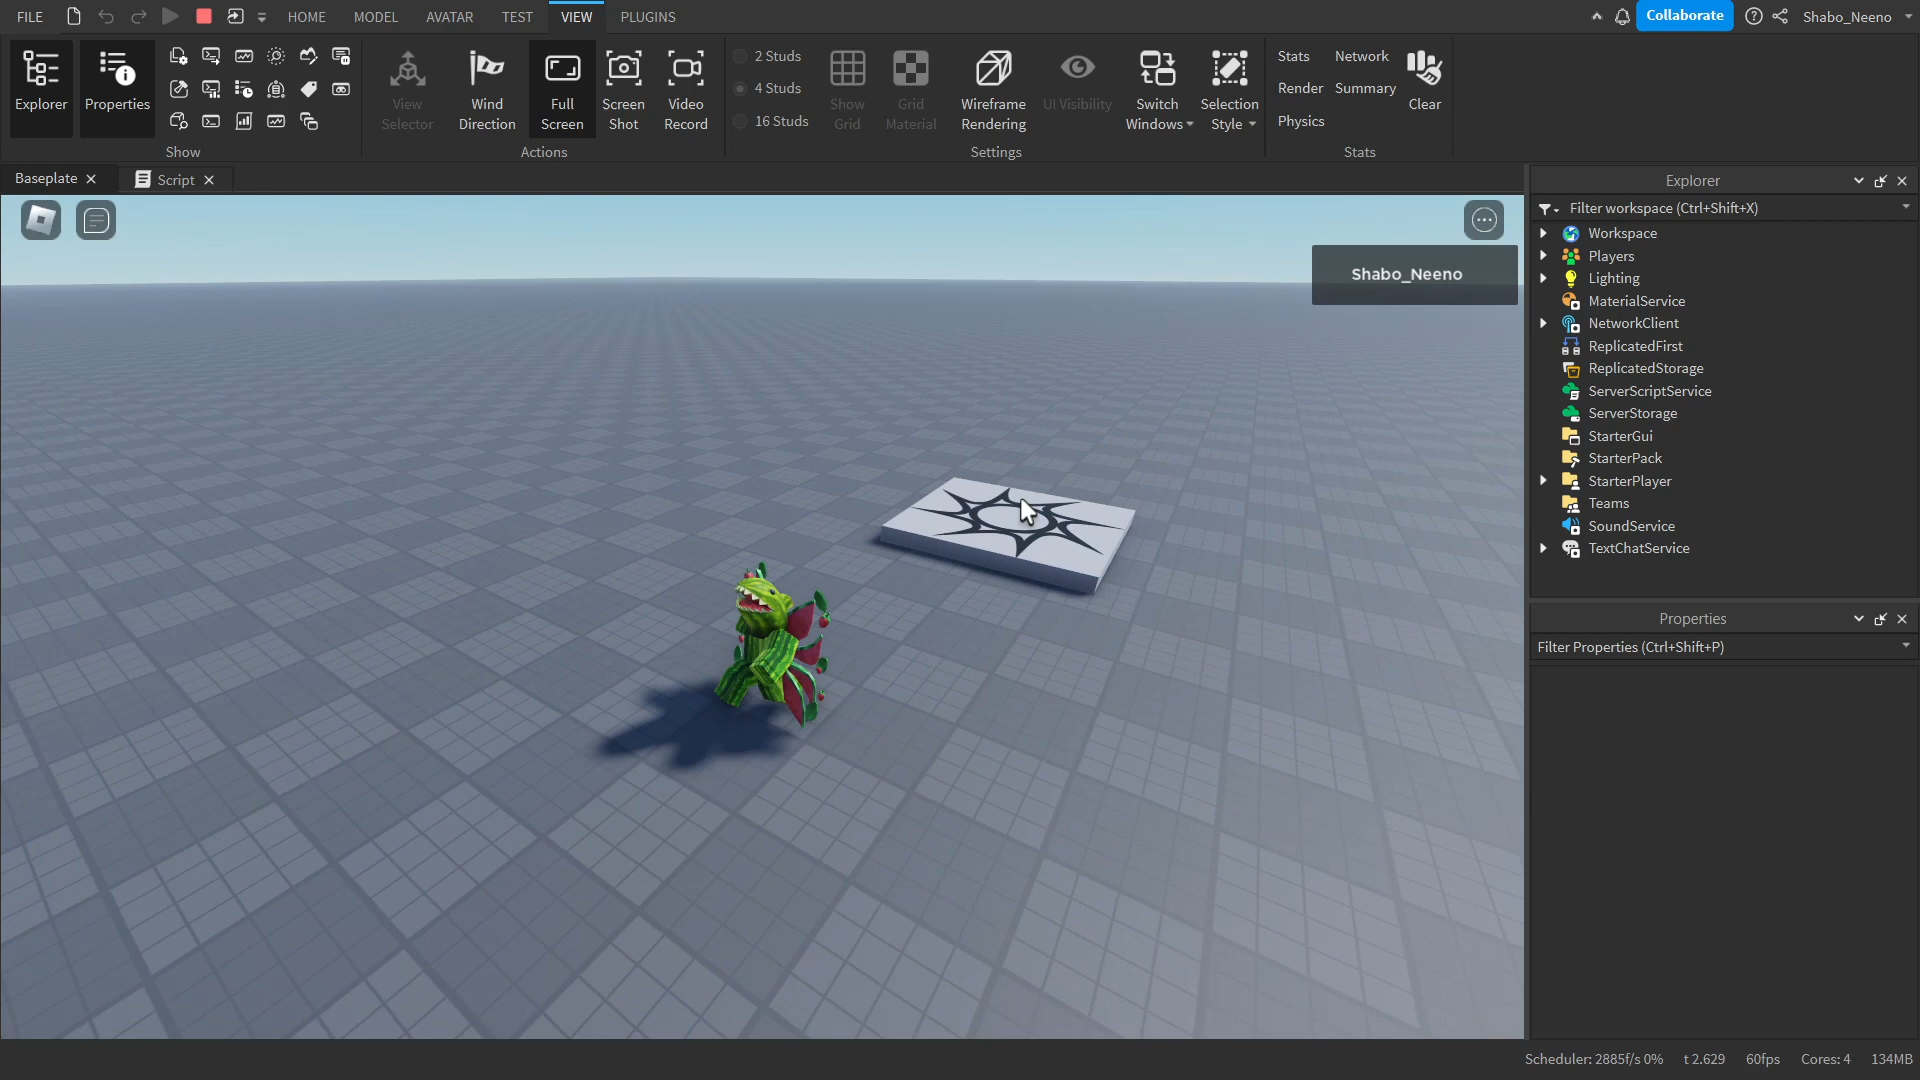 FILE HOME MODEL AVATAR TEST VIEW PLUGINS Collaborate Shabo_Neeno
Explorer Properties
Show
View Selector
Wind Direction
Full Screen
Screen Shot
Video Record
Actions
2 Studs
4 Studs
16 Studs
Show Grid
Grid Material
Wireframe Rendering
UI Visibility
Switch Windows
Selection Style
Settings
Stats Network
Render Summary
Physics
Clear
Stats
Baseplate Script
Shabo_Neeno
Explorer
Filter workspace (Ctrl+Shift+X)
Workspace
Players
Lighting
MaterialService
NetworkClient
ReplicatedFirst
ReplicatedStorage
ServerScriptService
ServerStorage
StarterGui
StarterPack
StarterPlayer
Teams
SoundService
TextChatService
Properties
Filter Properties (Ctrl+Shift+P)
Scheduler: 2885f/s 0% t 2.629 60fps Cores: 4 134MB